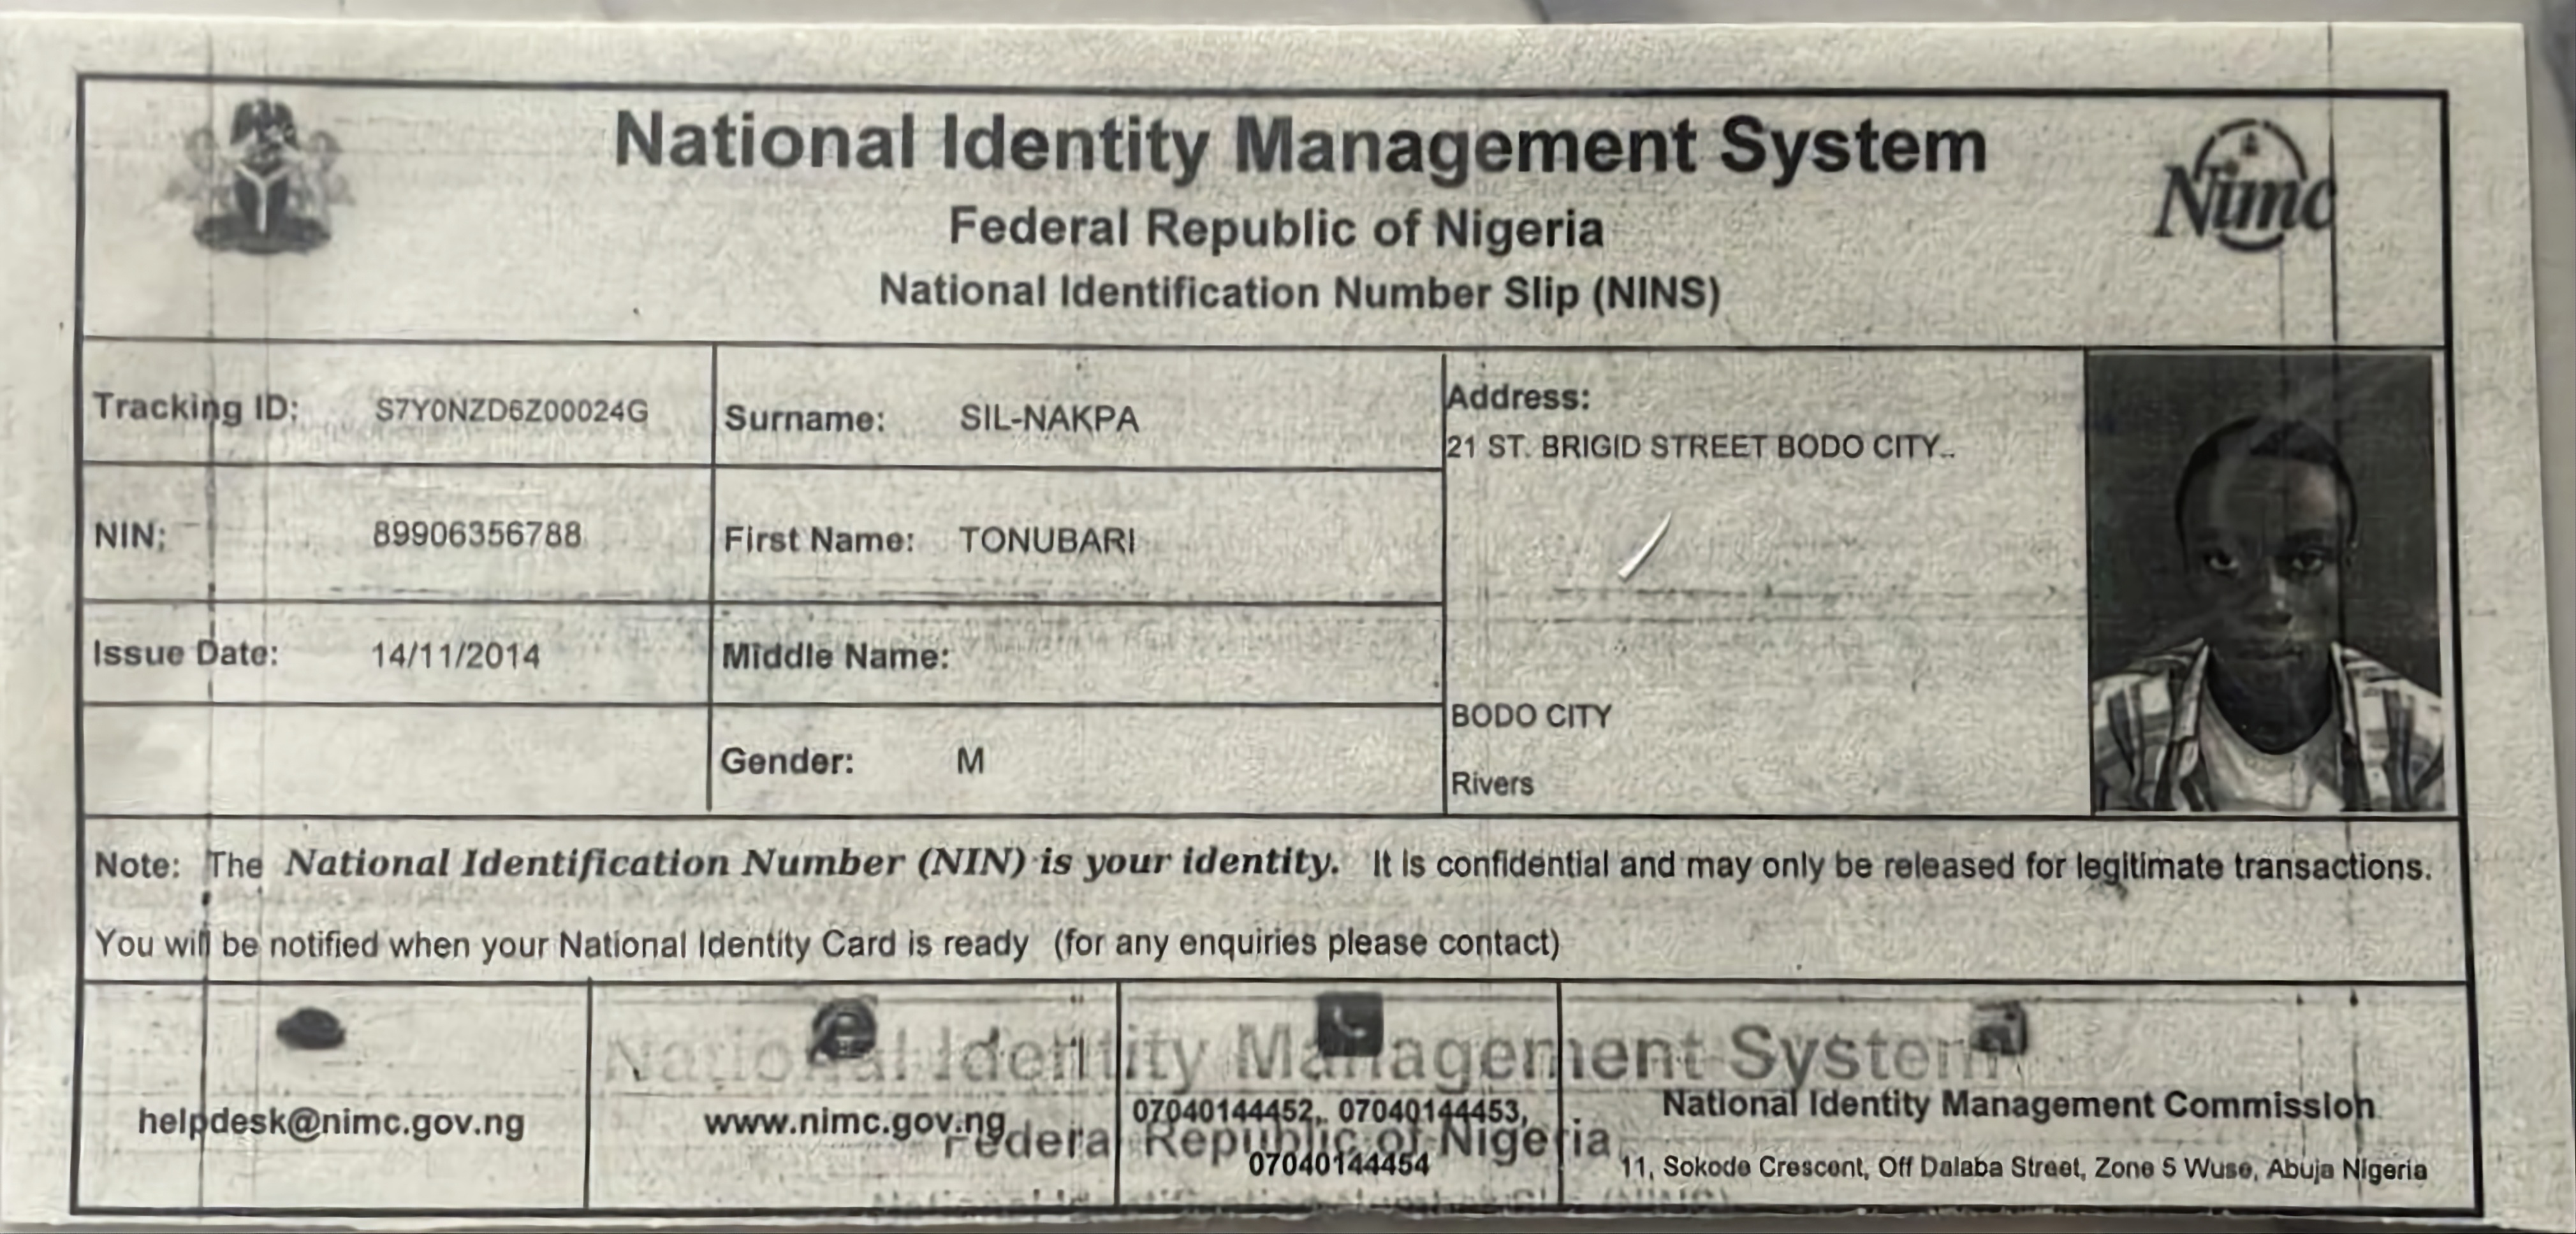 National Identity Management System
Federal Republic of Nigeria
National Identification Number Slip (NINS)
Nimc
Tracking ID: S7Y0NZD6Z00024G
Surname: SIL-NAKPA
Address:
21 ST. BRIGID STREET BODO CITY..
NIN: 89906356788
First Name: TONUBARI
Issue Date: 14/11/2014
Middle Name:
BODO CITY
Gender: M
Rivers
Note: The National Identification Number (NIN) is your identity. It is confidential and may only be released for legitimate transactions.
You will be notified when your National Identity Card is ready (for any enquiries please contact)
National Identity Management System
helpdesk@nimc.gov.ng
www.nimc.gov.ng
07040144452, 07040144453,
07040144454
National Identity Management Commission
11, Sokode Crescent, Off Dalaba Street, Zone 5 Wuse, Abuja Nigeria
Federal Republic of Nigeria
National Identification Number Slip (NINS)